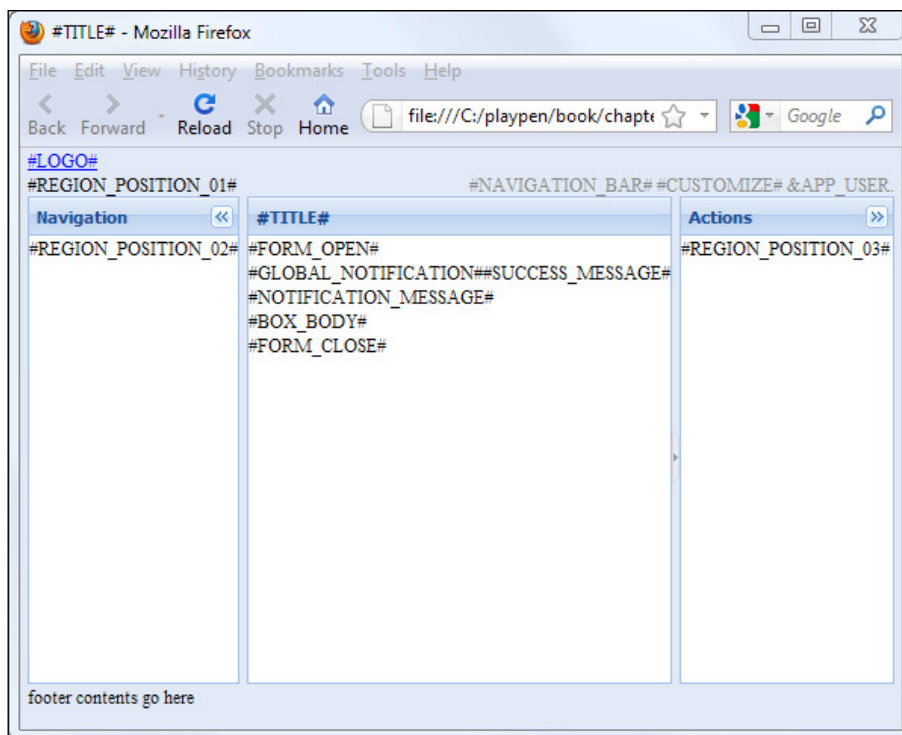 #TITLE# - Mozilla Firefox
File Edit View History Bookmarks Tools Help
Back Forward Reload Stop Home file:///C:/playpen/book/chapte Google
#LOGO#
#REGION_POSITION_01# #NAVIGATION_BAR# #CUSTOMIZE# &APP_USER.
Navigation #TITLE# Actions
#REGION_POSITION_02# #FORM_OPEN# #REGION_POSITION_03#
#GLOBAL_NOTIFICATION##SUCCESS_MESSAGE#
#NOTIFICATION_MESSAGE#
#BOX_BODY#
#FORM_CLOSE#
footer contents go here